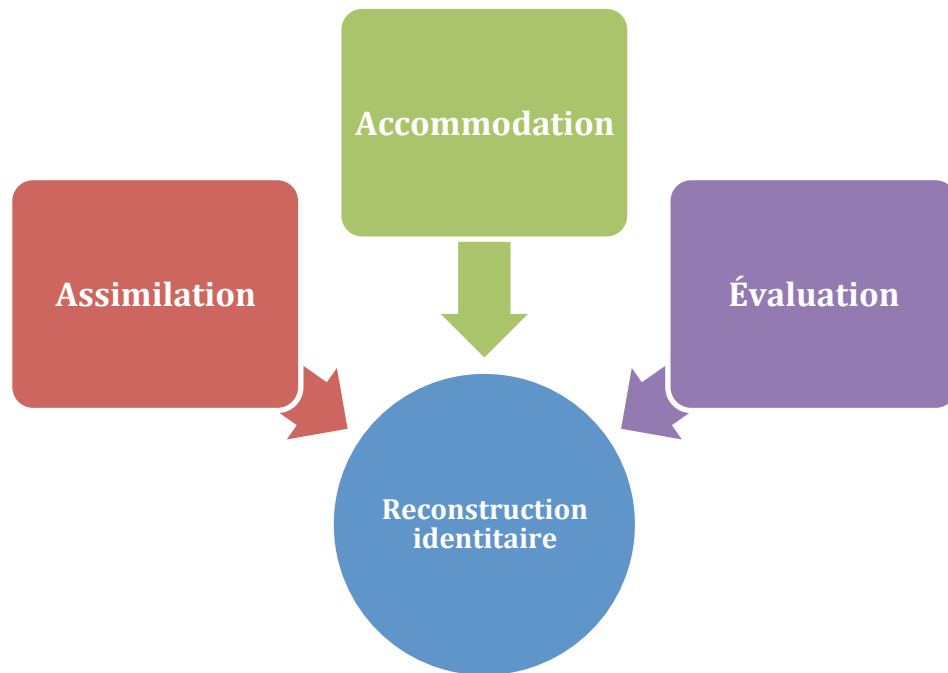 Accommodation
Assimilation
Évaluation
Reconstruction
identitaire